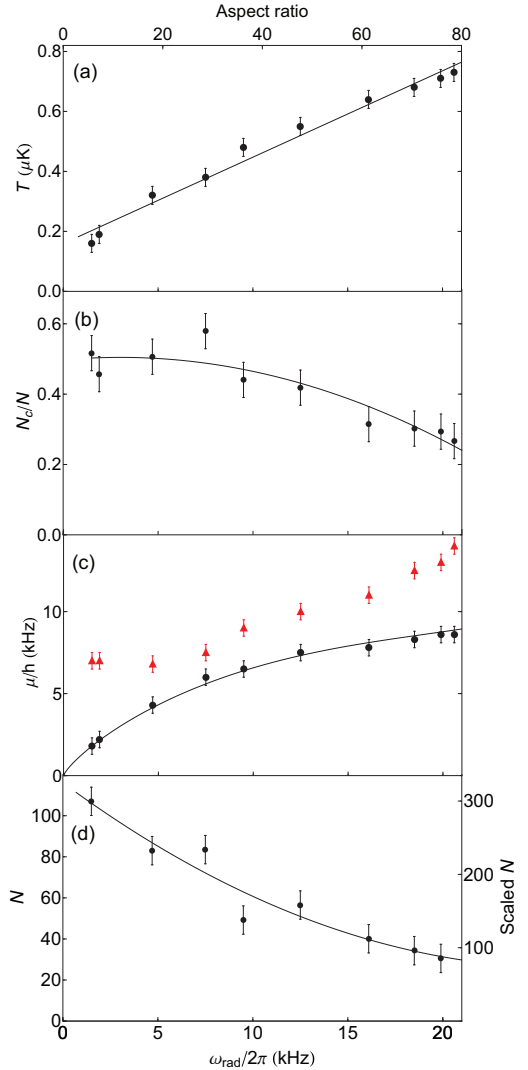 Aspect ratio
0 20 40 60 80
0.8
(a)
0.6
T (μK)
0.4
0.2
0.0
(b)
0.6
N_c/N
0.4
0.2
0.0
(c)
10
μ/h (kHz)
5
0
(d)
100
300
80
N
60
200
Scaled N
40
100
20
0
0 0 5 10 15 20 20
ω_rad/2π (kHz)